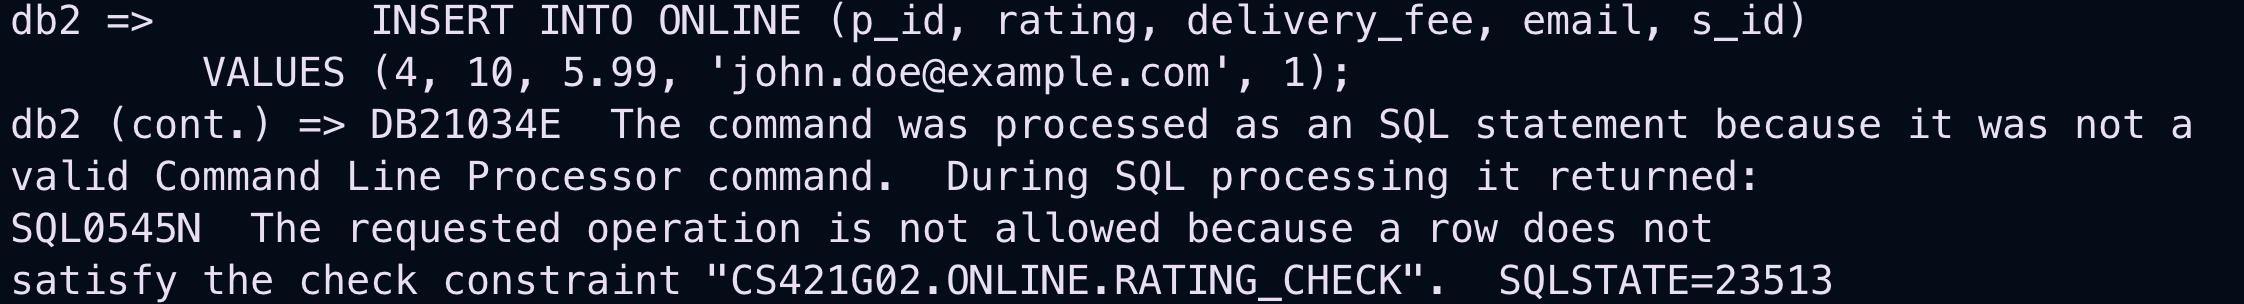 db2 =>         INSERT INTO ONLINE (p_id, rating, delivery_fee, email, s_id)
        VALUES (4, 10, 5.99, 'john.doe@example.com', 1);
db2 (cont.) => DB21034E  The command was processed as an SQL statement because it was not a
valid Command Line Processor command.  During SQL processing it returned:
SQL0545N  The requested operation is not allowed because a row does not
satisfy the check constraint "CS421G02.ONLINE.RATING_CHECK".  SQLSTATE=23513